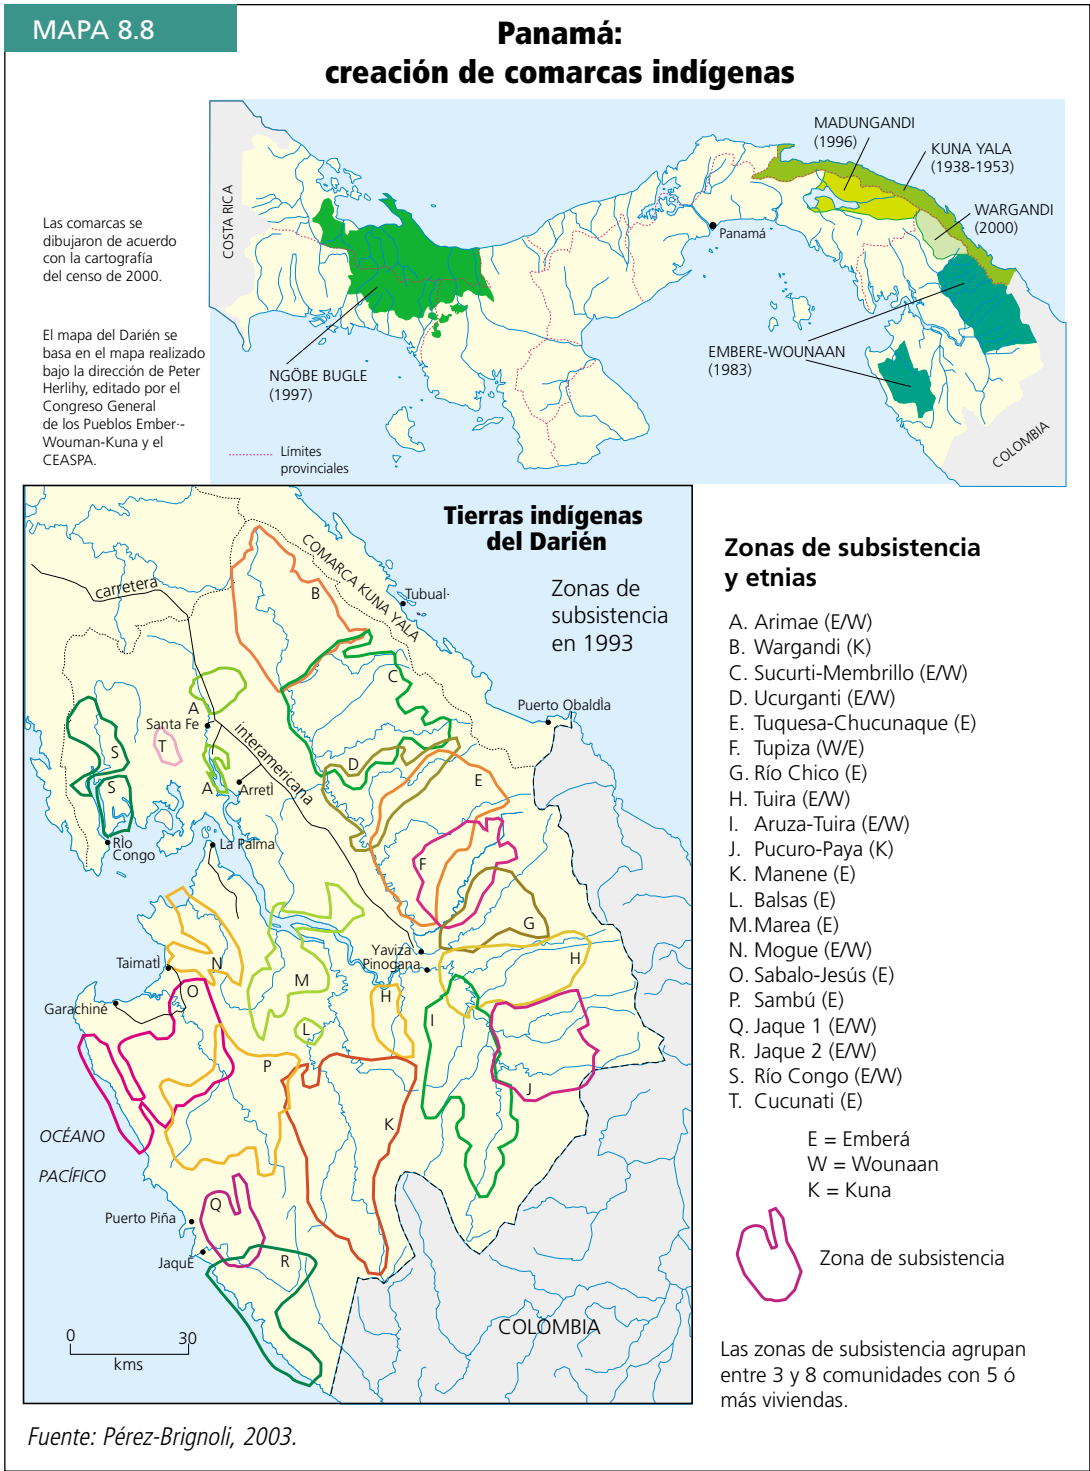 MAPA 8.8
Panamá:
creación de comarcas indígenas
Las comarcas se
dibujaron de acuerdo
con la cartografía
del censo de 2000.
El mapa del Darién se
basa en el mapa realizado
bajo la dirección de Peter
Herlihy, editado por el
Congreso General
de los Pueblos Ember·-
Wouman-Kuna y el
CEASPA.
COSTA RICA
MADUNGANDI
(1996)
KUNA YALA
(1938-1953)
WARGANDI
(2000)
Panamá
EMBERE-WOUNAAN
(1983)
NGÖBE BUGLE
(1997)
COLOMBIA
Límites
provinciales
Tierras indígenas
del Darién
Zonas de
subsistencia
en 1993
COMARCA KUNA YALA
carretera
interamericana
Tubual·
Puerto Obaldìa
Santa Fe
Arretì
Rìo
Congo
La Palma
Yaviza
Pinogana
Taimatì
Garachiné
OCÉANO
PACÍFICO
Puerto Piña
JaquÈ
COLOMBIA
A
B
C
D
E
F
G
H
H
I
J
K
L
M
N
O
P
Q
R
S
S
T
A
0 30
kms
Zonas de subsistencia
y etnias
A. Arimae (E/W)
B. Wargandi (K)
C. Sucurti-Membrillo (E/W)
D. Ucurganti (E/W)
E. Tuquesa-Chucunaque (E)
F. Tupiza (W/E)
G. Río Chico (E)
H. Tuira (E/W)
I. Aruza-Tuira (E/W)
J. Pucuro-Paya (K)
K. Manene (E)
L. Balsas (E)
M. Marea (E)
N. Mogue (E/W)
O. Sabalo-Jesús (E)
P. Sambú (E)
Q. Jaque 1 (E/W)
R. Jaque 2 (E/W)
S. Río Congo (E/W)
T. Cucunati (E)
E = Emberá
W = Wounaan
K = Kuna
Zona de subsistencia
Las zonas de subsistencia agrupan
entre 3 y 8 comunidades con 5 ó
más viviendas.
Fuente: Pérez-Brignoli, 2003.